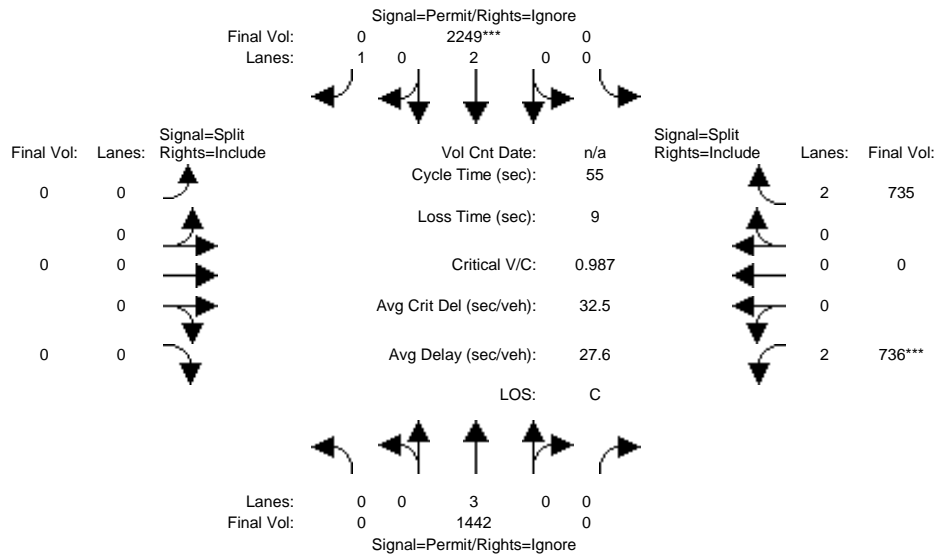 Signal=Permit/Rights=Ignore
Final Vol: 0 2249*** 0
Lanes: 1 0 2 0 0
Signal=Split Signal=Split
Final Vol: Lanes: Rights=Include Vol Cnt Date: n/a Rights=Include Lanes: Final Vol:
Cycle Time (sec): 55
0 0 2 735
Loss Time (sec): 9
0 0
0 0 Critical V/C: 0.987 0 0
0 Avg Crit Del (sec/veh): 32.5 0
0 0 Avg Delay (sec/veh): 27.6 2 736***
LOS: C
Lanes: 0 0 3 0 0
Final Vol: 0 1442 0
Signal=Permit/Rights=Ignore